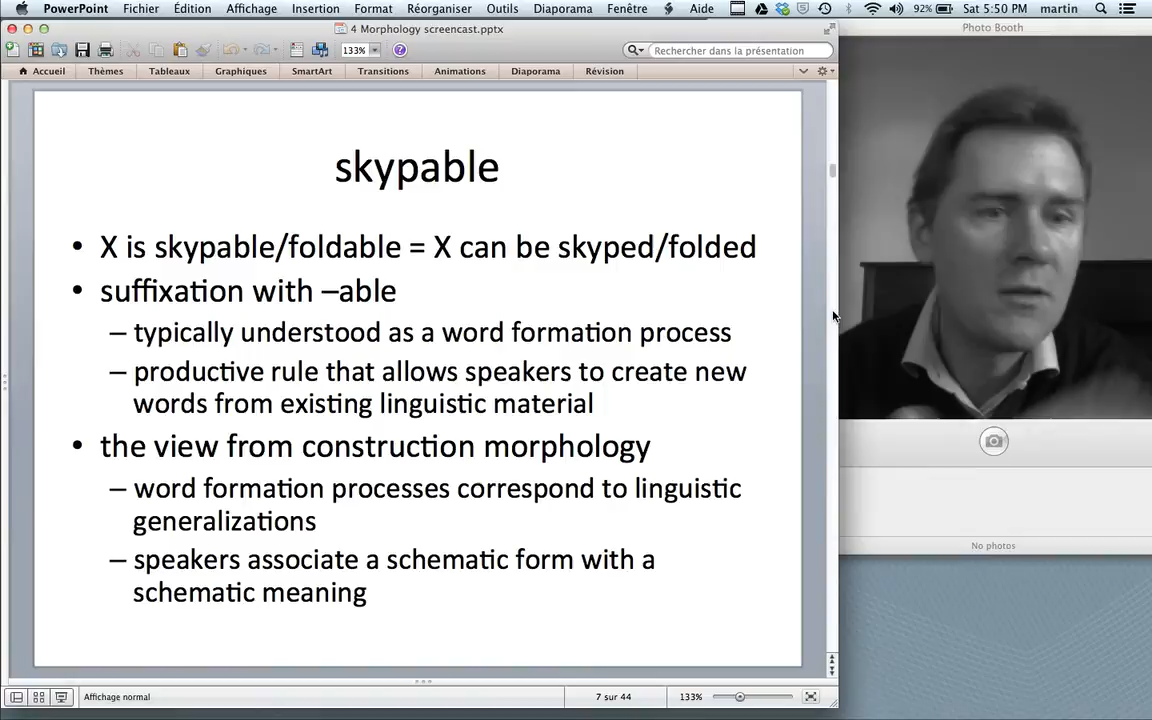 PowerPoint Fichier Édition Affichage Insertion Format Réorganiser Outils Diaporama Fenêtre Aide 92% Sat 5:50 PM martin
Photo Booth
4 Morphology screencast.pptx
133% Rechercher dans la présentation
Accueil Thèmes Tableaux Graphiques SmartArt Transitions Animations Diaporama Révision
skypable
• X is skypable/foldable = X can be skyped/folded
• suffixation with –able
– typically understood as a word formation process
– productive rule that allows speakers to create new
words from existing linguistic material
• the view from construction morphology
– word formation processes correspond to linguistic
generalizations
– speakers associate a schematic form with a
schematic meaning
No photos
Affichage normal 7 sur 44 133%